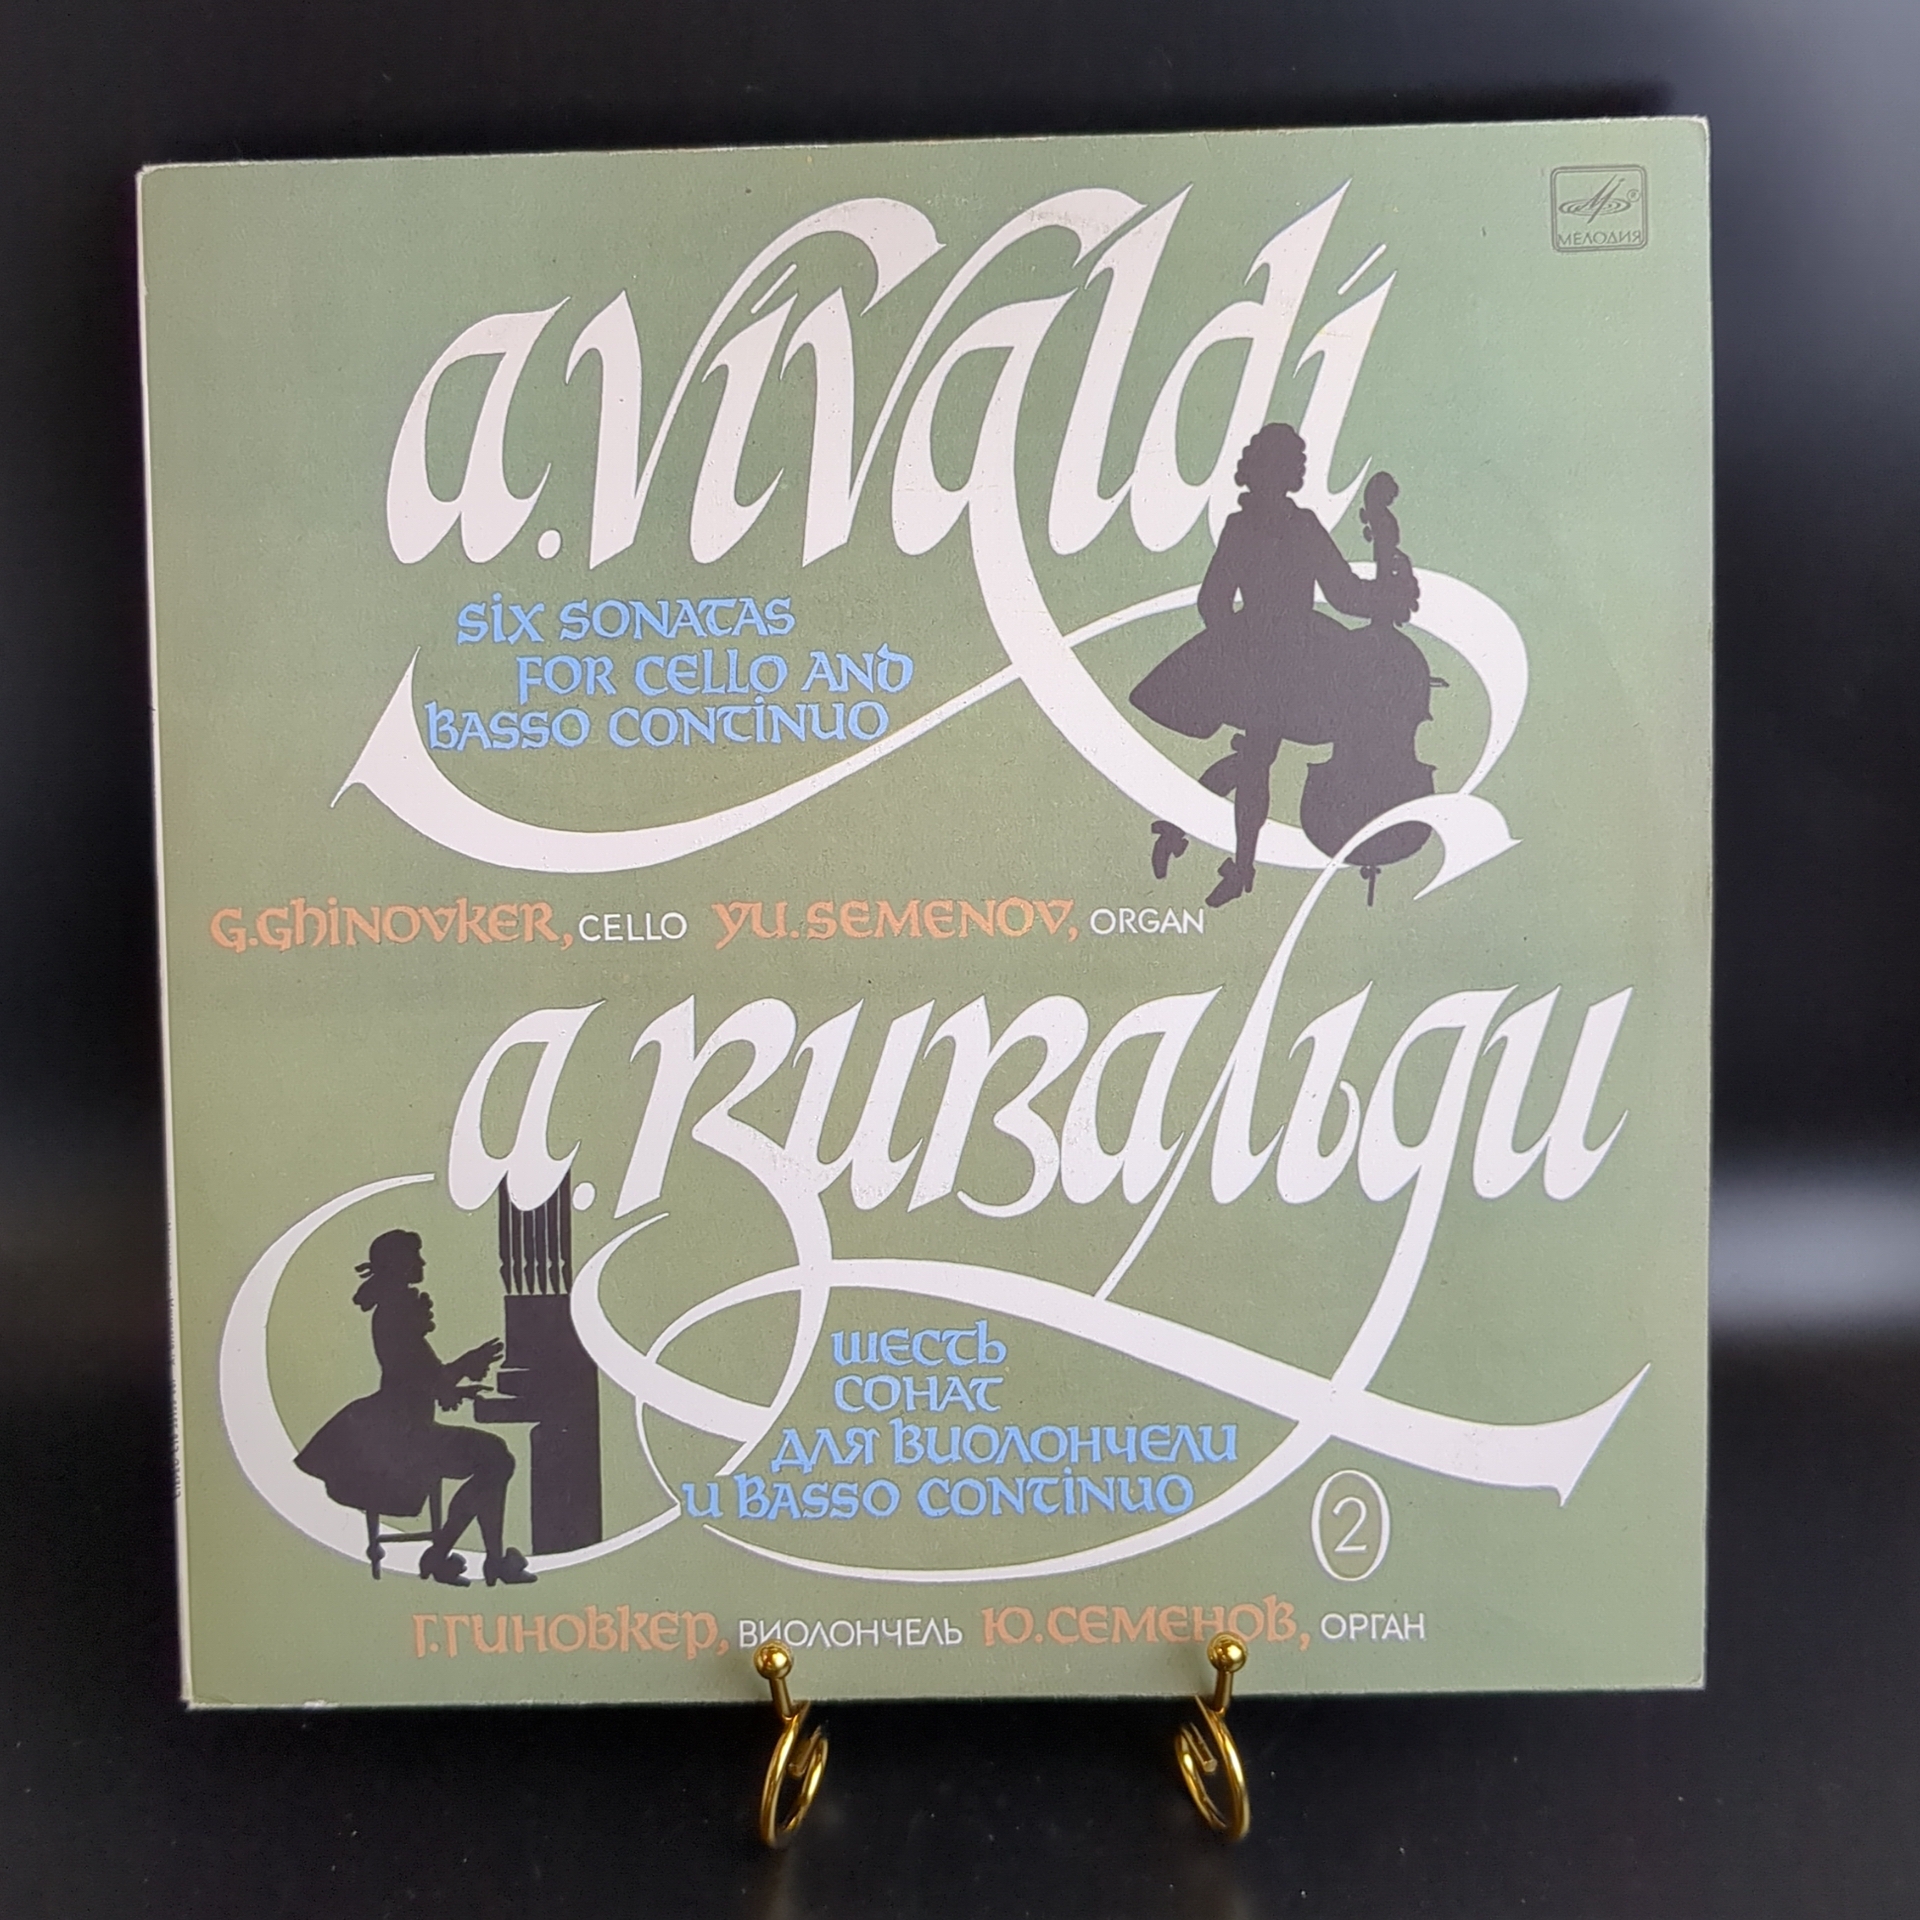 МЕЛОДИЯ
a. vivaldi
six sonatas
for cello and
basso continuo
G. Ghinovker, CELLO Yu. Semenov, ORGAN
а. вивальди
шесть
сонат
для виолончели
и basso continuo
2
Г. Гиновкер, ВИОЛОНЧЕЛЬ Ю. Семенов, ОРГАН